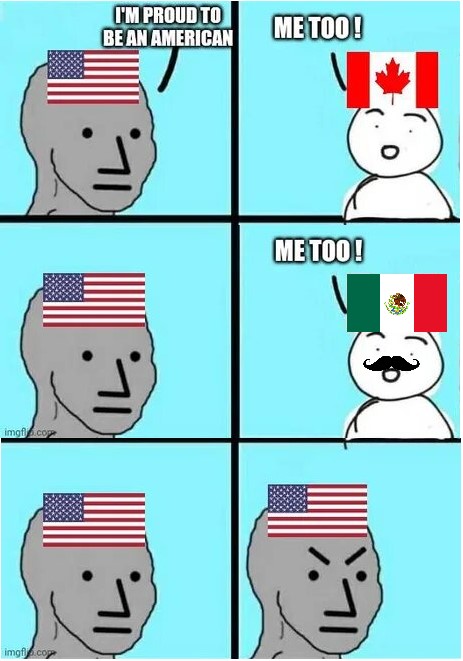 I'M PROUD TO
BE AN AMERICAN
ME TOO !
ME TOO !
imgflip.com
imgflip.com